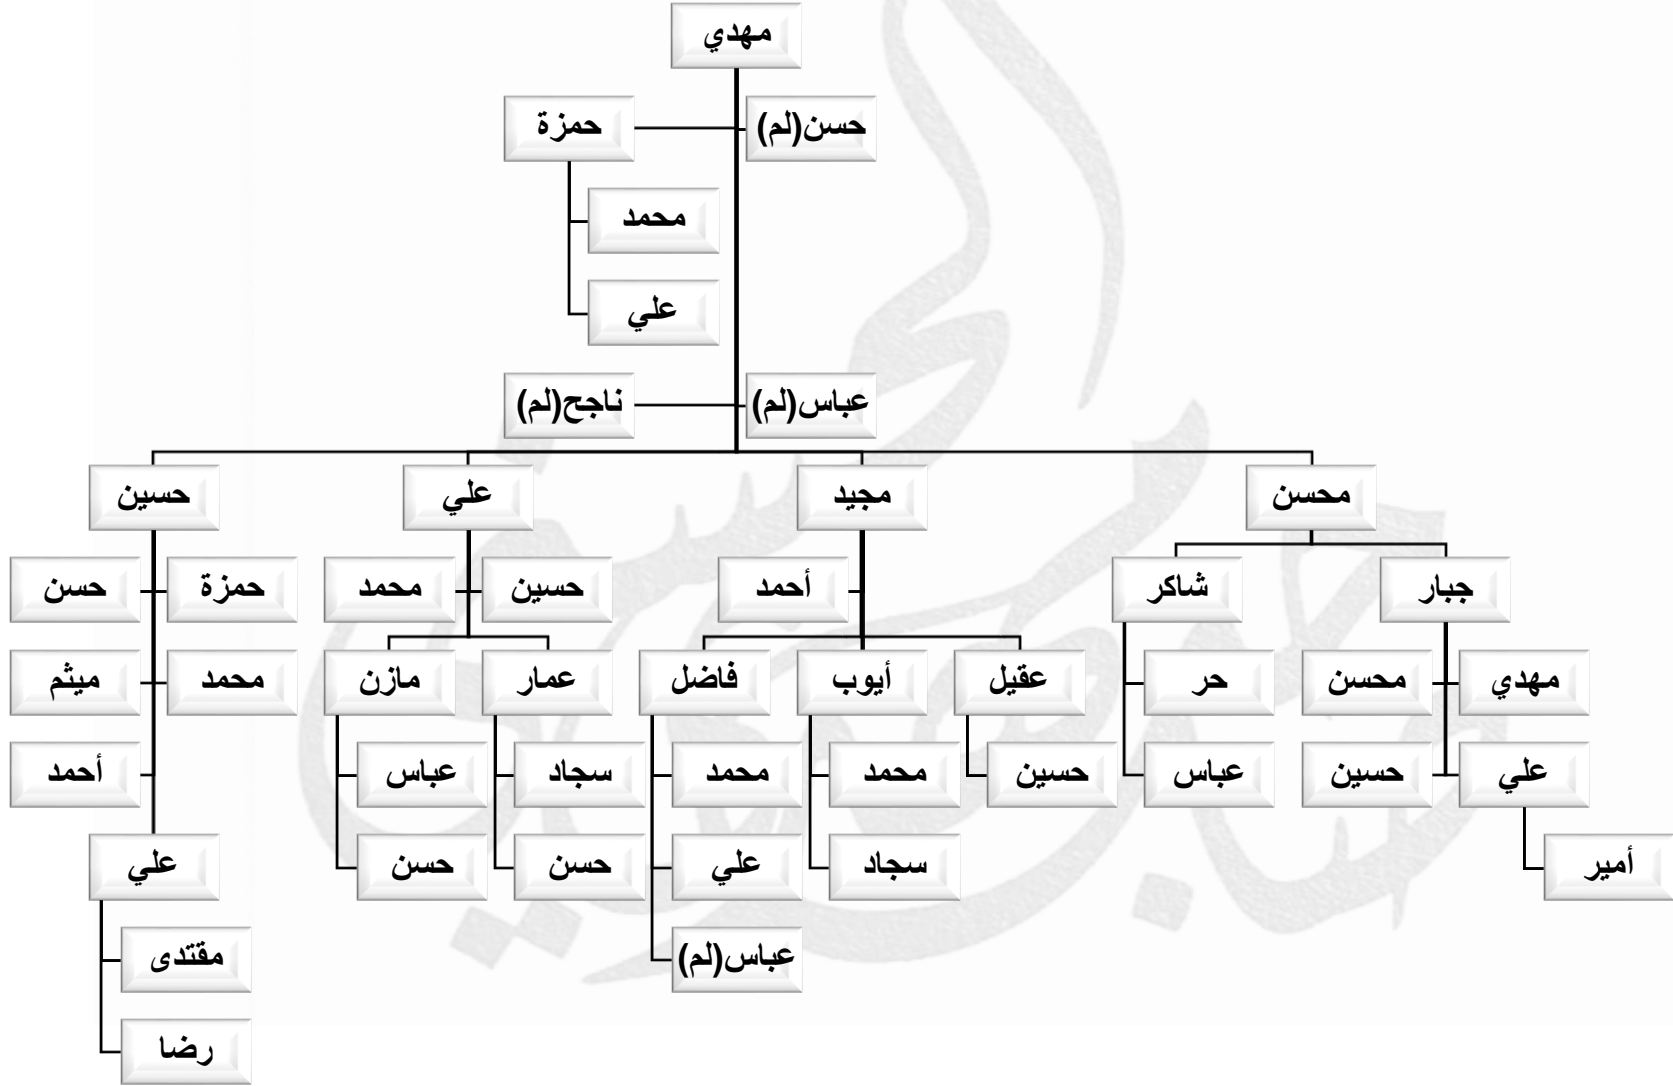 مهدي
حسن(لم)
حمزة
محمد
علي
عباس(لم)
ناجح(لم)
محسن
مجيد
علي
حسين
جبار
شاكر
أحمد
حسين
محمد
حمزة
حسن
مهدي
محسن
حر
عقيل
أيوب
فاضل
عمار
مازن
محمد
ميثم
علي
حسين
عباس
حسين
محمد
محمد
سجاد
عباس
أحمد
أمير
سجاد
علي
حسن
حسن
علي
عباس(لم)
مقتدى
رضا